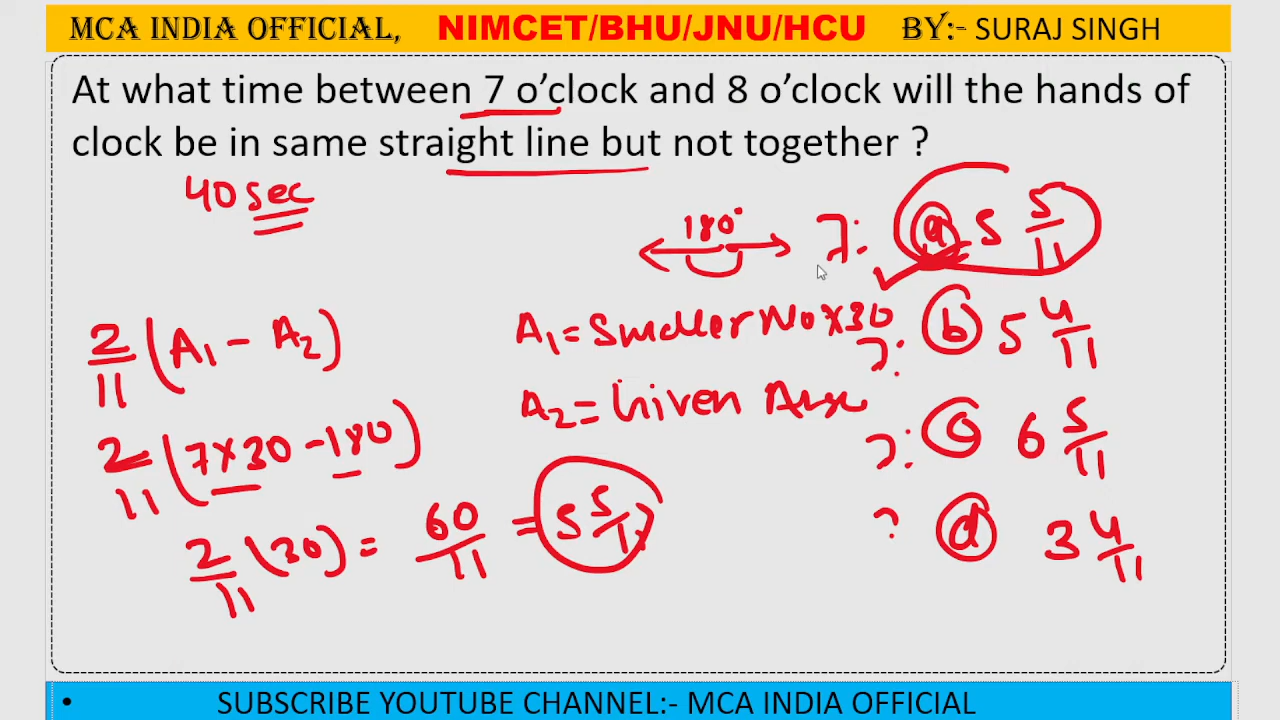 MCA INDIA OFFICIAL, NIMCET/BHU/JNU/HCU BY:- SURAJ SINGH
At what time between 7 o’clock and 8 o’clock will the hands of
clock be in same straight line but not together ?
40 sec
180° 7: (a) 5 5/11
A1 = Smaller No x 30
7: (b) 5 4/11
2/11 (A1 - A2)
A2 = Given
7: (c) 6 5/11
2/11 (7x30 - 180)
2/11 (30) = 60/11 = 5 5/11
? (d) 3 4/11
• SUBSCRIBE YOUTUBE CHANNEL:- MCA INDIA OFFICIAL